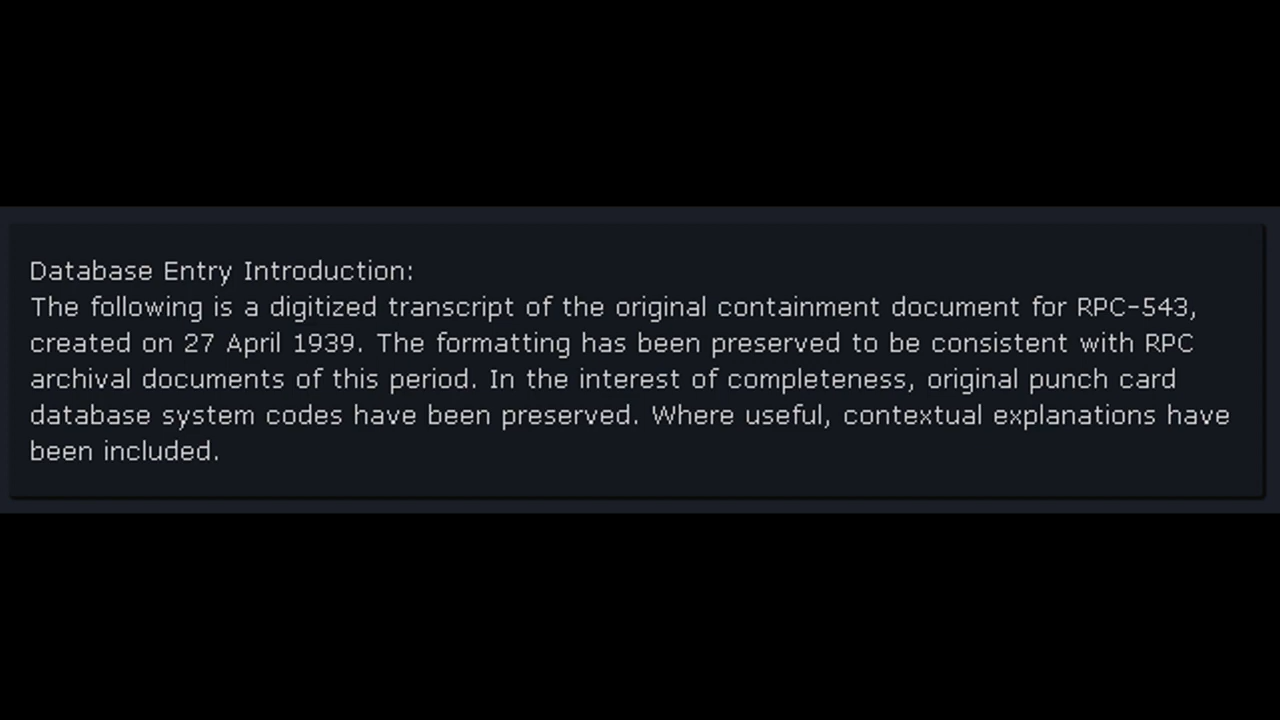 Database Entry Introduction:
The following is a digitized transcript of the original containment document for RPC-543,
created on 27 April 1939. The formatting has been preserved to be consistent with RPC
archival documents of this period. In the interest of completeness, original punch card
database system codes have been preserved. Where useful, contextual explanations have
been included.